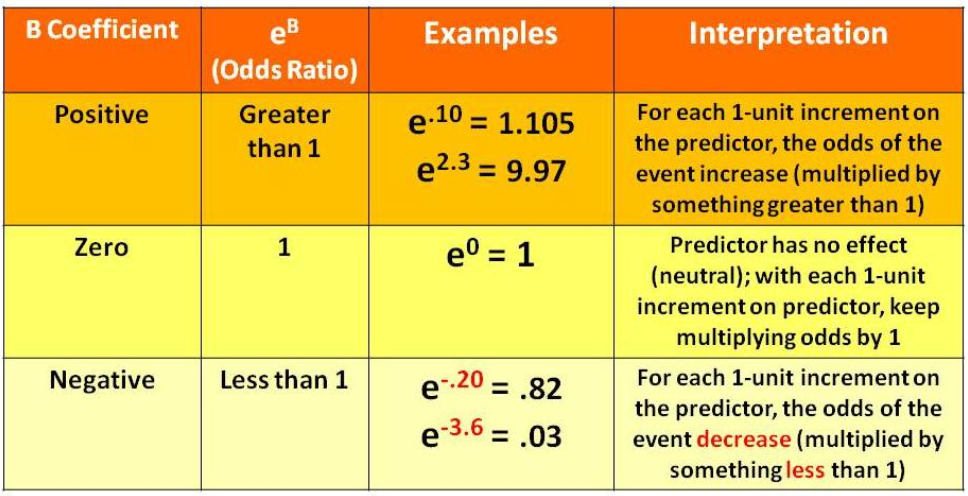 B Coefficient
e^B
(Odds Ratio)
Examples
Interpretation
Positive
Greater
than 1
e^.10 = 1.105
e^2.3 = 9.97
For each 1-unit increment on
the predictor, the odds of the
event increase (multiplied by
something greater than 1)
Zero
1
e^0 = 1
Predictor has no effect
(neutral); with each 1-unit
increment on predictor, keep
multiplying odds by 1
Negative
Less than 1
e^-.20 = .82
e^-3.6 = .03
For each 1-unit increment on
the predictor, the odds of the
event decrease (multiplied by
something less than 1)